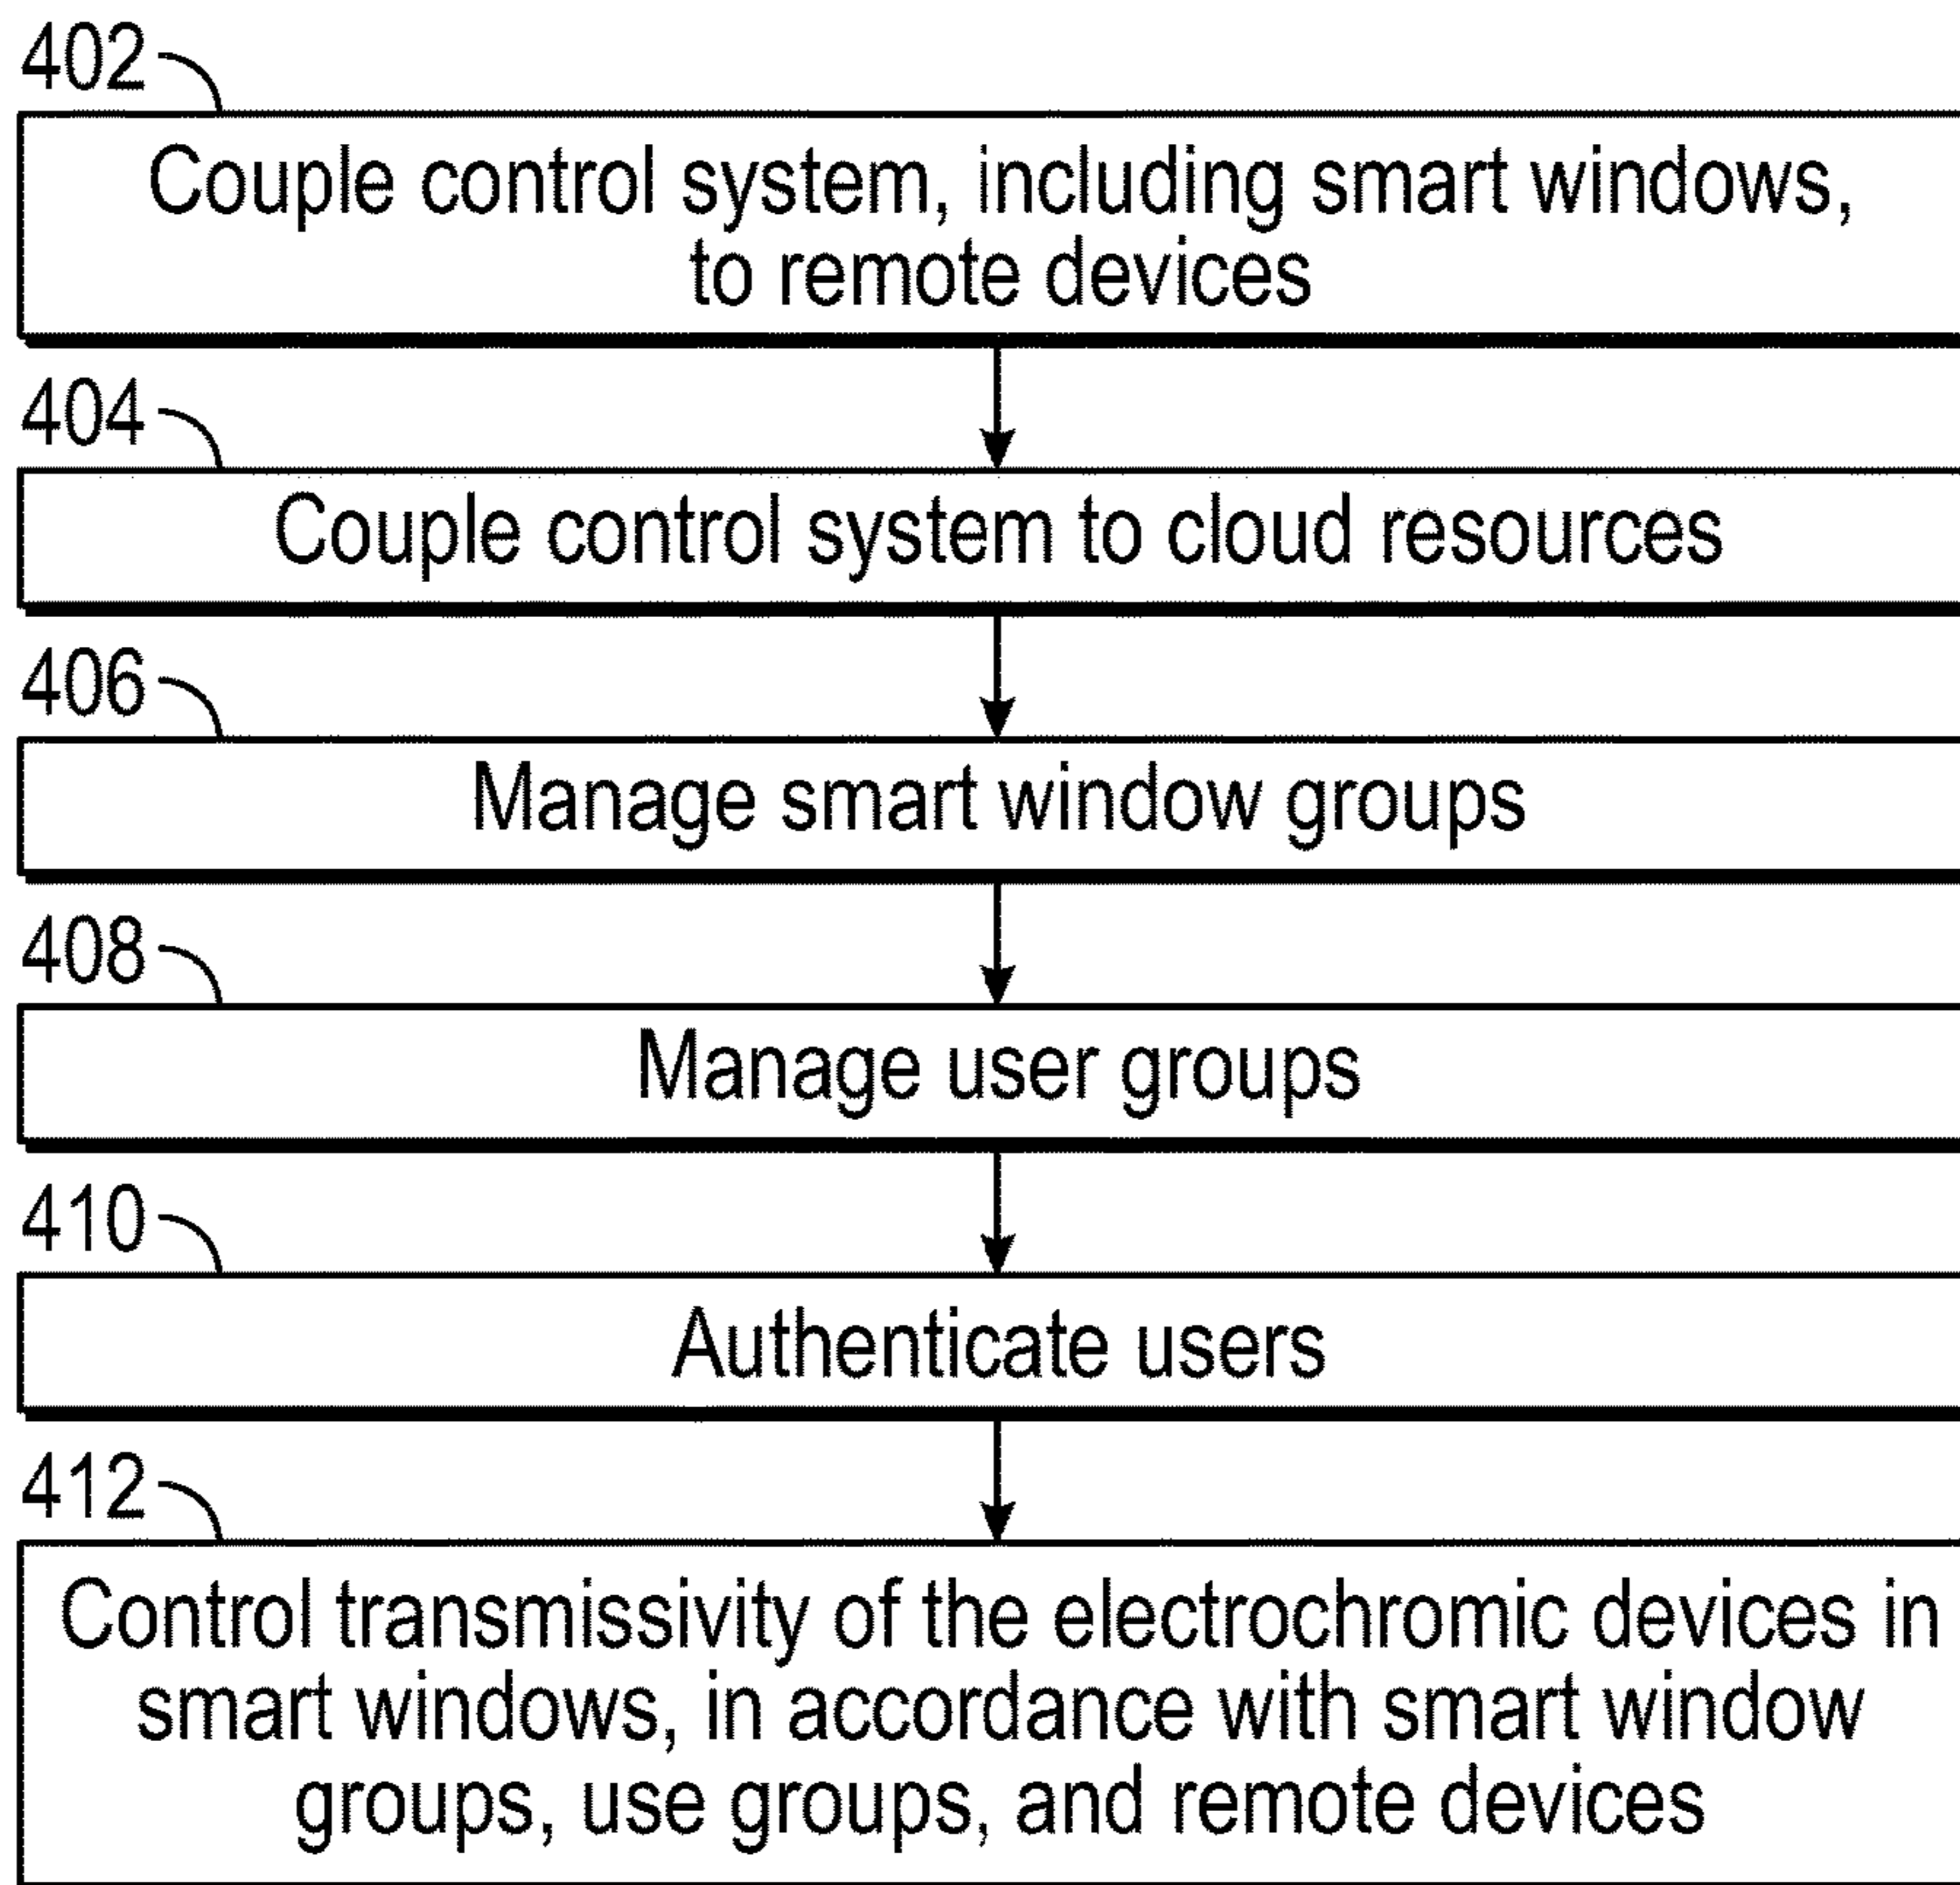 402
Couple control system, including smart windows,
to remote devices
404
Couple control system to cloud resources
406
Manage smart window groups
408
Manage user groups
410
Authenticate users
412
Control transmissivity of the electrochromic devices in
smart windows, in accordance with smart window
groups, use groups, and remote devices